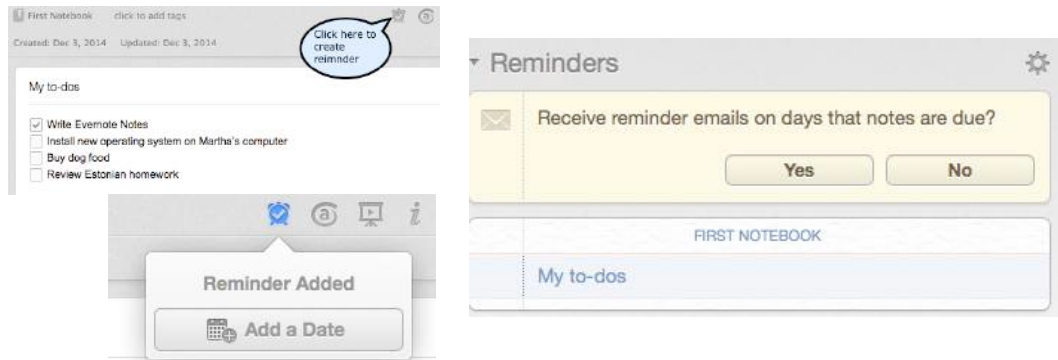 First Notebook click to add tags
Created: Dec 3, 2014 Updated: Dec 3, 2014
Click here to
create
reimnder
My to-dos
Write Evernote Notes
Install new operating system on Martha's computer
Buy dog food
Review Estonian homework
Reminder Added
Add a Date
Reminders
Receive reminder emails on days that notes are due?
Yes No
FIRST NOTEBOOK
My to-dos